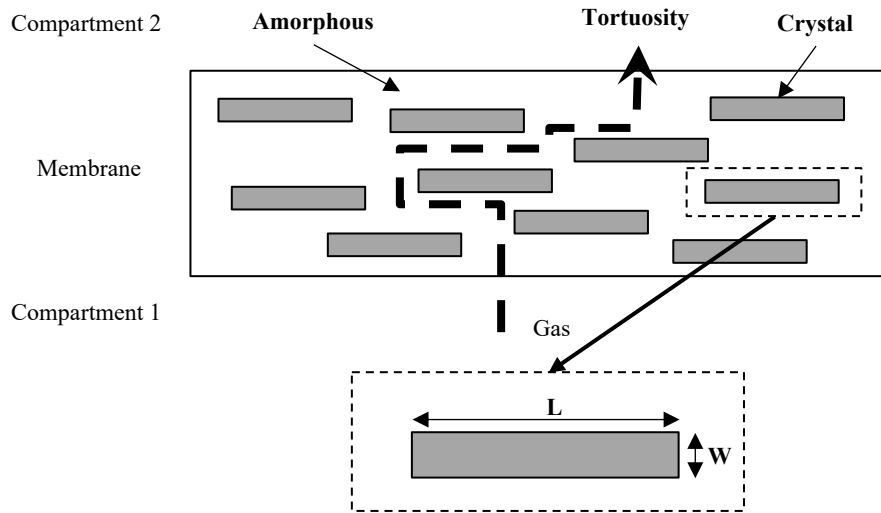 Compartment 2
Amorphous
Tortuosity
Crystal
Membrane
Compartment 1
Gas
L
W